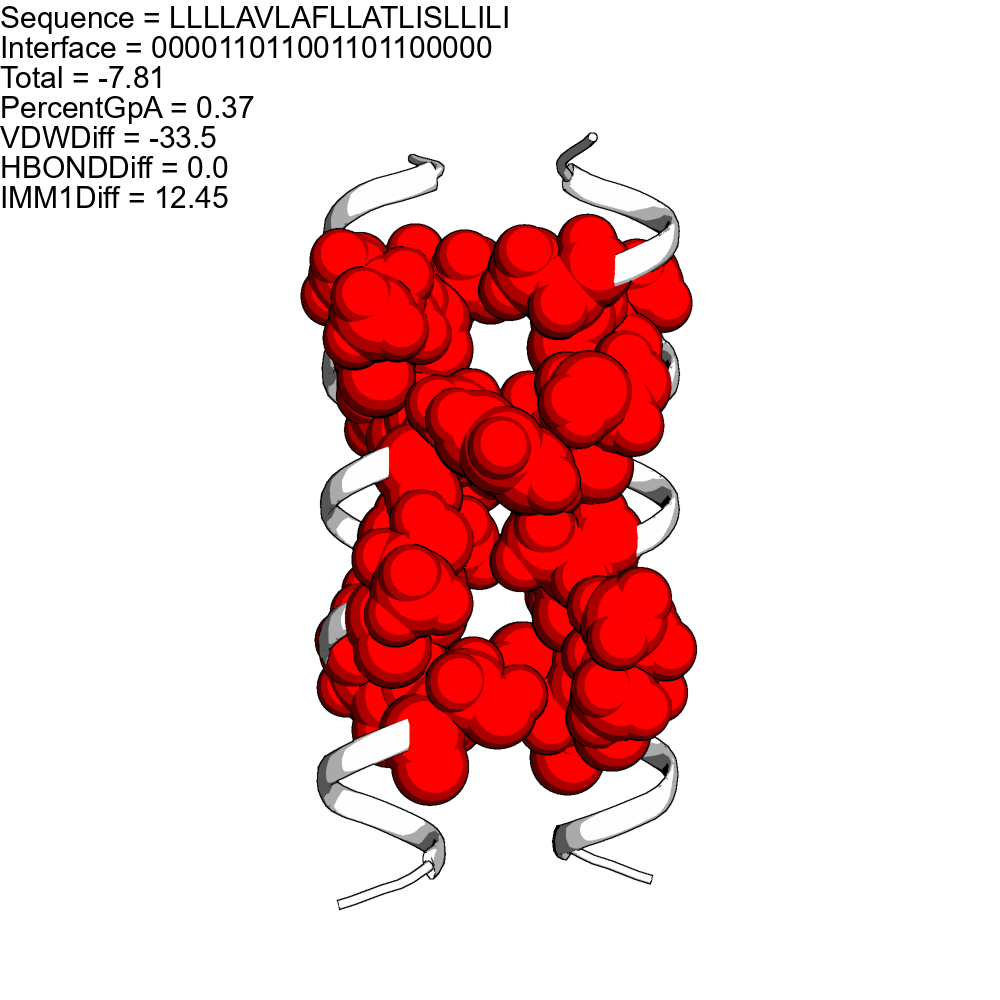 Sequence = LLLLAVLAFLLATLISLLILI
Interface = 000011011001101100000
Total = -7.81
PercentGpA = 0.37
VDWDiff = -33.5
HBONDDiff = 0.0
IMM1Diff = 12.45